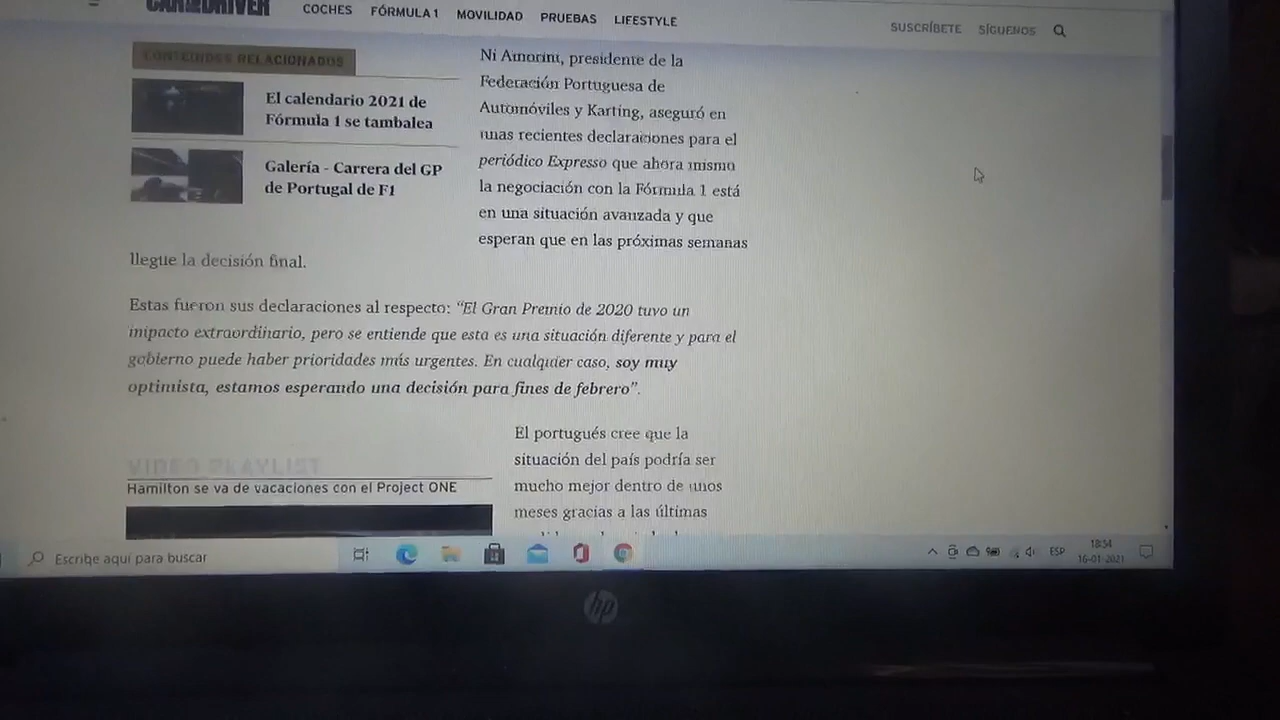 CAR AND DRIVER
COCHES FÓRMULA 1 MOVILIDAD PRUEBAS LIFESTYLE
SUSCRÍBETE SÍGUENOS
CONTENIDOS RELACIONADOS
El calendario 2021 de
Fórmula 1 se tambalea
Galería - Carrera del GP
de Portugal de F1
Ni Amorim, presidente de la
Federación Portuguesa de
Automóviles y Karting, aseguró en
unas recientes declaraciones para el
periódico Expresso que ahora mismo
la negociación con la Fórmula 1 está
en una situación avanzada y que
esperan que en las próximas semanas
llegue la decisión final.
Estas fueron sus declaraciones al respecto: “El Gran Premio de 2020 tuvo un
impacto extraordinario, pero se entiende que esta es una situación diferente y para el
gobierno puede haber prioridades más urgentes. En cualquier caso, soy muy
optimista, estamos esperando una decisión para fines de febrero”.
El portugués cree que la
situación del país podría ser
mucho mejor dentro de unos
meses gracias a las últimas
VIDEO PLAYLIST
Hamilton se va de vacaciones con el Project ONE
Escribe aquí para buscar
ESP
18:54
16-01-2021
hp